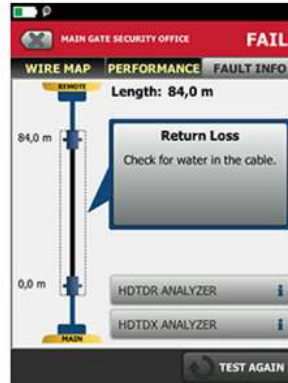 MAIN GATE SECURITY OFFICE
FAIL
WIRE MAP
PERFORMANCE
FAULT INFO
REMOTE
Length: 84,0 m
84,0 m
Return Loss
Check for water in the cable.
0,0 m
HDTDR ANALYZER
HDTDX ANALYZER
MAIN
TEST AGAIN